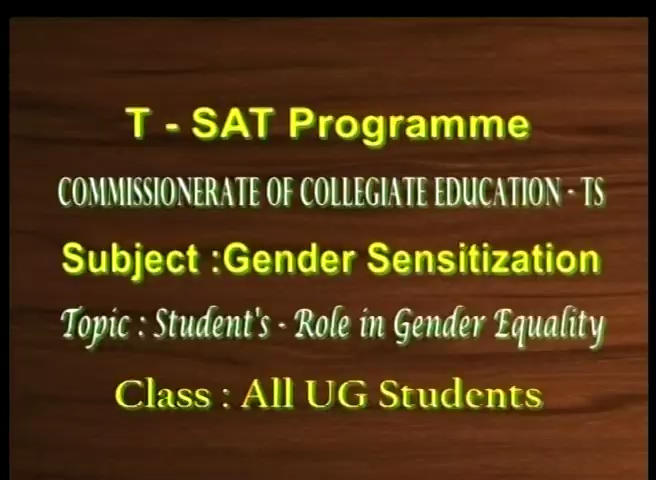 T - SAT Programme
COMMISSIONERATE OF COLLEGIATE EDUCATION - TS
Subject :Gender Sensitization
Topic : Student's - Role in Gender Equality
Class : All UG Students